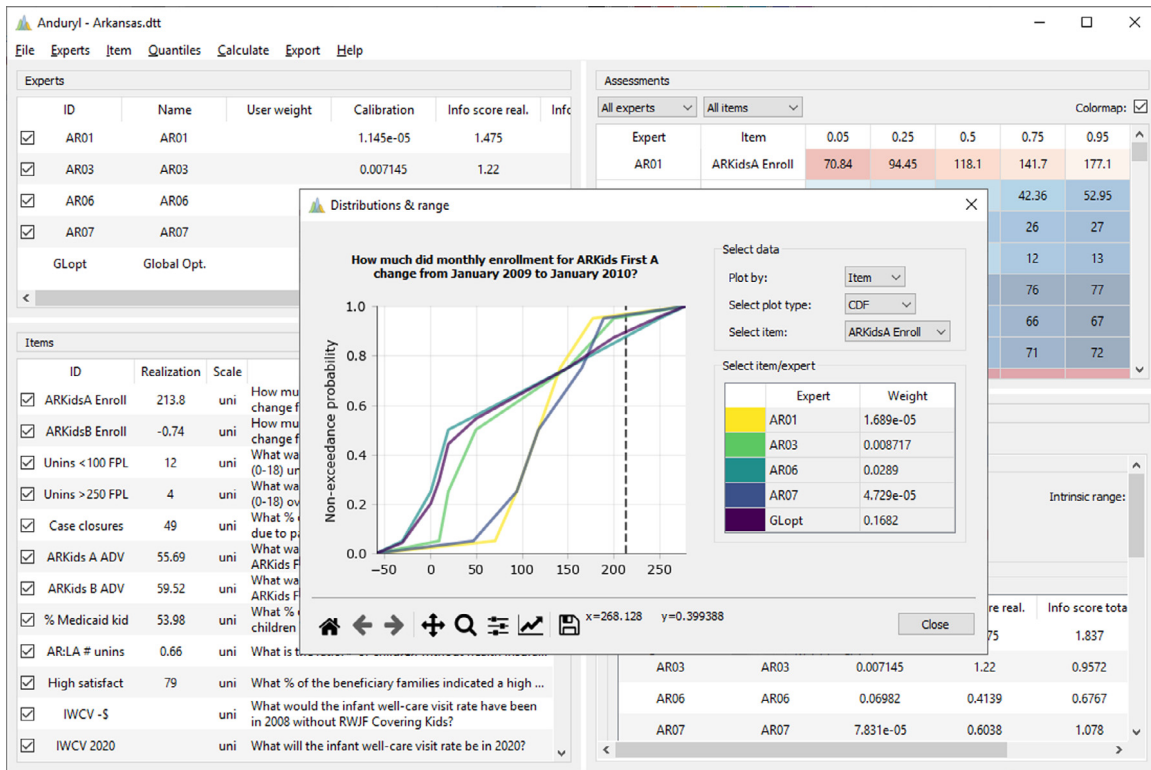 Anduryl - Arkansas.dtt
File Experts Item Quantiles Calculate Export Help
Experts
ID Name User weight Calibration Info score real. Info
AR01 AR01 1.145e-05 1.475
AR03 AR03 0.007145 1.22
AR06 AR06
AR07 AR07
GLopt Global Opt.
Assessments
All experts All items Colormap:
Expert Item 0.05 0.25 0.5 0.75 0.95
AR01 ARKidsA Enroll 70.84 94.45 118.1 141.7 177.1
42.36 52.95
26 27
12 13
76 77
66 67
71 72
Items
ID Realization Scale
ARKidsA Enroll 213.8 uni How mu
change f
ARKidsB Enroll -0.74 uni How mu
change f
Unins <100 FPL 12 uni What wa
(0-18) un
Unins >250 FPL 4 uni What wa
(0-18) ov
Case closures 49 uni What %
due to pa
ARKids A ADV 55.69 uni What wa
ARKids F
ARKids B ADV 59.52 uni What wa
ARKids F
% Medicaid kid 53.98 uni What %
children
AR:LA # unins 0.66 uni What is
High satisfact 79 uni What % of the beneficiary families indicated a high ...
IWCV -$ uni What would the infant well-care visit rate have been
in 2008 without RWJF Covering Kids?
IWCV 2020 uni What will the infant well-care visit rate be in 2020?
Distributions & range
How much did monthly enrollment for ARKids First A
change from January 2009 to January 2010?
Non-exceedance probability
1.0
0.8
0.6
0.4
0.2
0.0
−50 0 50 100 150 200 250
Select data
Plot by: Item
Select plot type: CDF
Select item: ARKidsA Enroll
Select item/expert
Expert Weight
AR01 1.689e-05
AR03 0.008717
AR06 0.0289
AR07 4.729e-05
GLopt 0.1682
x=268.128 y=0.399388
Close
Intrinsic range:
re real. Info score tota
75 1.837
AR03 AR03 0.007145 1.22 0.9572
AR06 AR06 0.06982 0.4139 0.6767
AR07 AR07 7.831e-05 0.6038 1.078